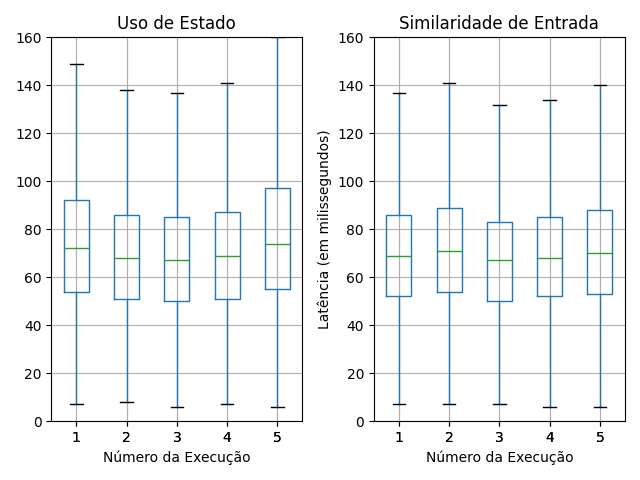 Uso de Estado
160
140
120
100
80
60
40
20
0
1 2 3 4 5
Número da Execução
Similaridade de Entrada
Latência (em milissegundos)
160
140
120
100
80
60
40
20
0
1 2 3 4 5
Número da Execução